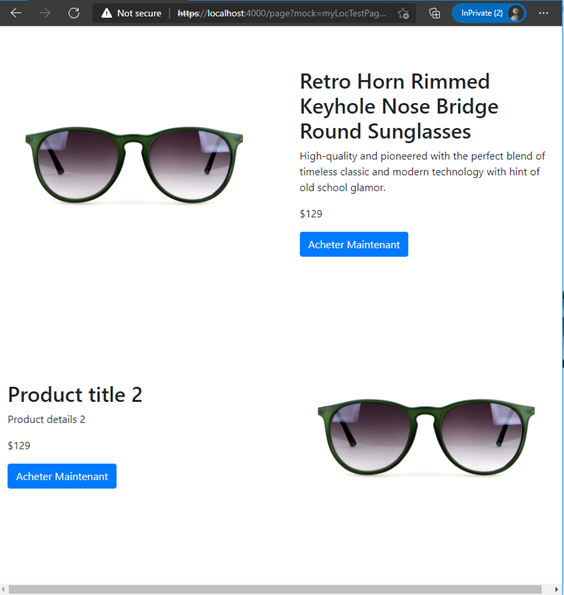 Not secure https://localhost:4000/page?mock=myLocTestPag... InPrivate (2)
Retro Horn Rimmed
Keyhole Nose Bridge
Round Sunglasses
High-quality and pioneered with the perfect blend of
timeless classic and modern technology with hint of
old school glamor.
$129
Acheter Maintenant
Product title 2
Product details 2
$129
Acheter Maintenant